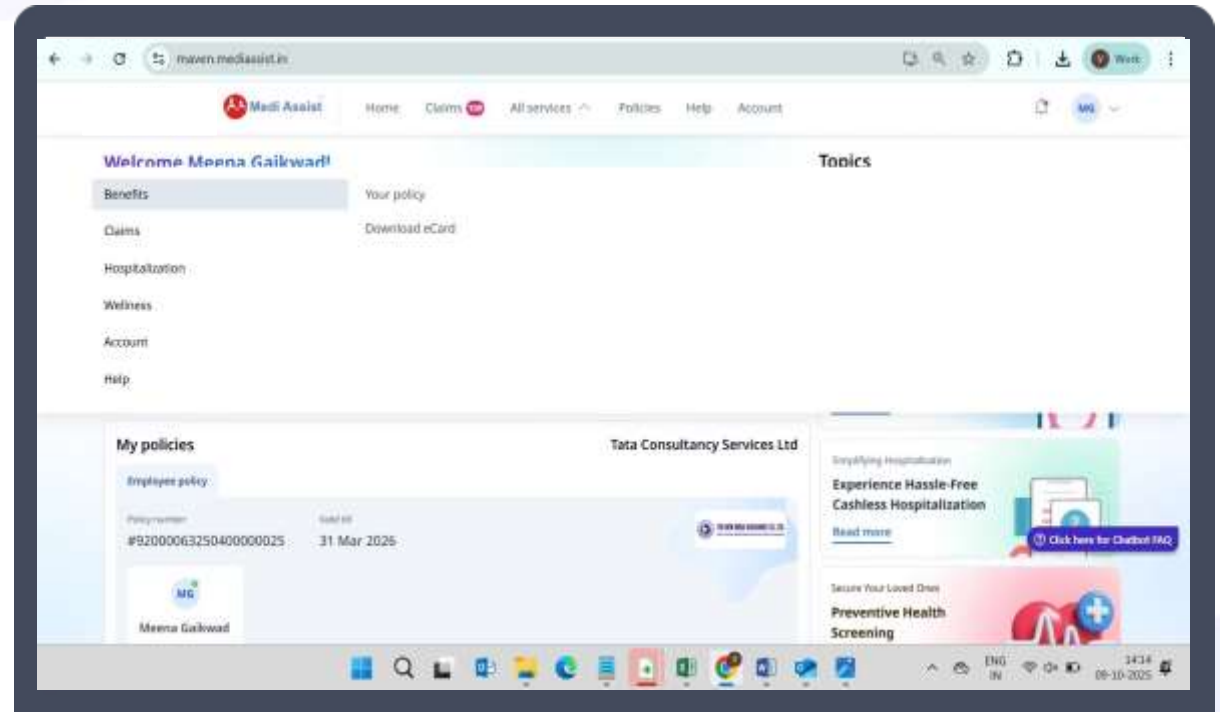 maven.mediassist.in
Work
Medi Assist
Home
Claims
All services
Policies
Help
Account
MG
Welcome Meena Gaikwad!
Topics
Benefits
Your policy
Claims
Download eCard
Hospitalization
Wellness
Account
Help
My policies
Tata Consultancy Services Ltd
Employee policy
Policy number
Valid till
#92000063250400000025
31 Mar 2026
MG
Meena Gaikwad
Simplifying Hospitalization
Experience Hassle-Free
Cashless Hospitalization
Read more
Click here for Chatbot FAQ
Secure Your Loved Ones
Preventive Health
Screening
ENG
IN
14:14
09-10-2025